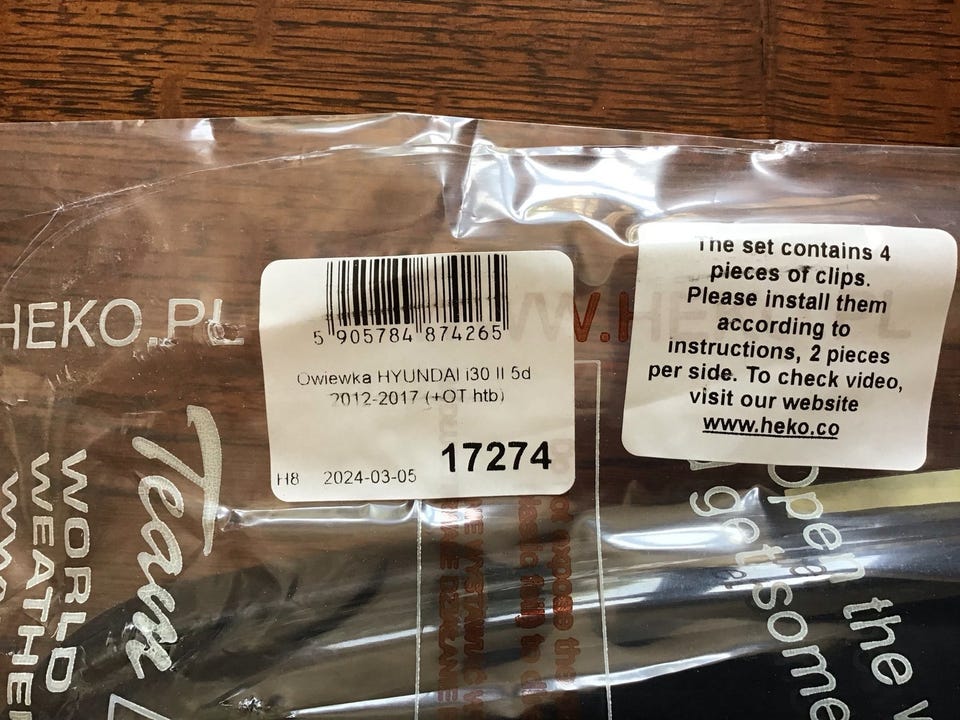 HEKO.PL
5 905784 874265
Owiewka HYUNDAI i30 II 5d
2012-2017 (+OT htb)
17274
H8 2024-03-05
The set contains 4
pieces of clips.
Please install them
according to
instructions, 2 pieces
per side. To check video,
visit our website
www.heko.co
Team
WORLD
open the
get some
expose the